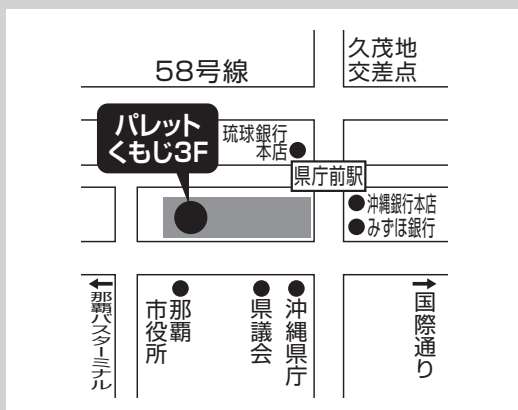 58号線
久茂地
交差点
パレット
くもじ3F
琉球銀行
本店
県庁前駅
沖縄銀行本店
みずほ銀行
那覇バスターミナル
那覇
市役所
県議会
沖縄県庁
国際通り